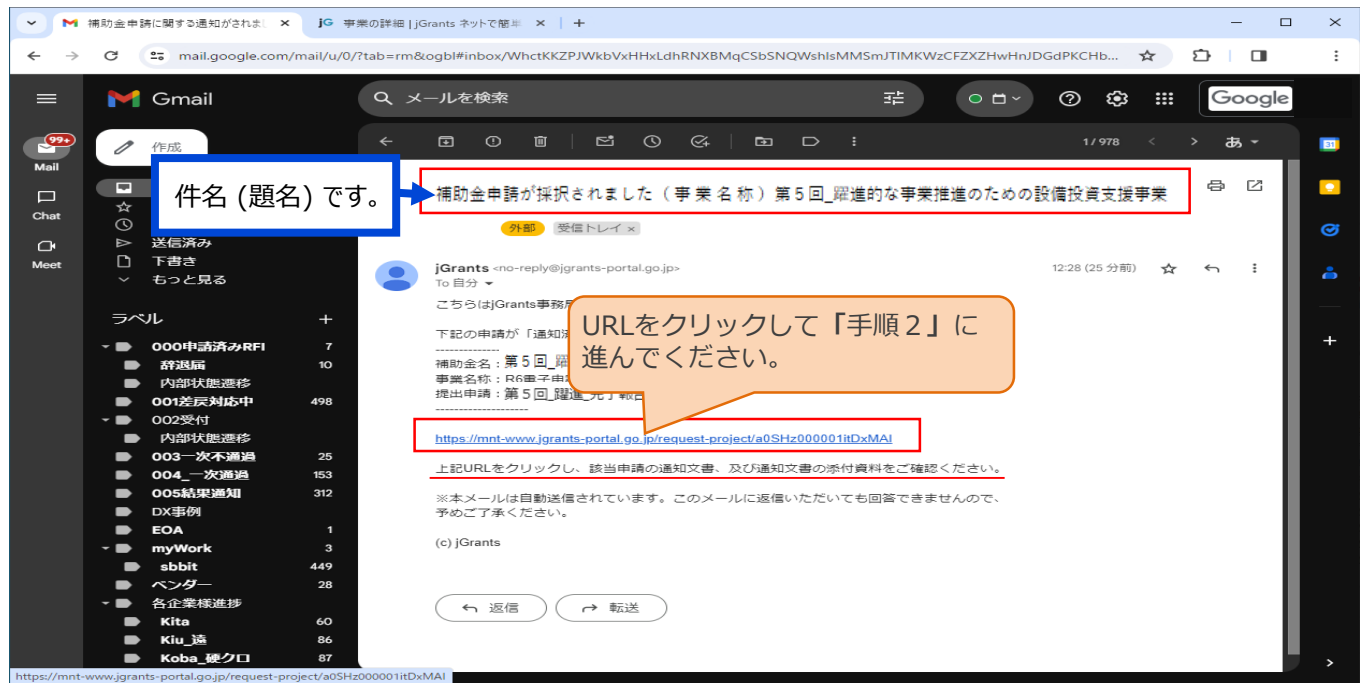 補助金申請に関する通知がされまし
jG 事業の詳細 | jGrants ネットで簡単
mail.google.com/mail/u/0/?tab=rm&ogbl#inbox/WhctKKZPJWkbVxHHxLdhRNXBMqCSbSNQWshlsMMSmJTlMKWzCFZXZHwHnJDGdPKCHb...
Gmail
メールを検索
Google
99+
Mail
Chat
Meet
作成
送信済み
下書き
もっと見る
ラベル
000申請済みRFI 7
辞退届 10
内部状態遷移
001差戻対応中 498
002受付
内部状態遷移
003一次不通過 25
004_一次通過 153
005結果通知 312
DX事例
EOA 1
myWork 3
sbbit 449
ベンダー 28
各企業様進捗
Kita 60
Kiu_遠 86
Koba_硬クロ 87
1/978
あ
31
件名 (題名) です。
補助金申請が採択されました（事業名称）第５回_躍進的な事業推進のための設備投資支援事業
外部 受信トレイ ×
jGrants <no-reply@jgrants-portal.go.jp>
12:28 (25 分前)
To 自分
こちらはjGrants事務局
下記の申請が「通知済
--------------
補助金名：第５回_躍
事業名称：R6電子申
提出申請：第５回_躍進_完了報告
--------------------
URLをクリックして『手順２』に
進んでください。
https://mnt-www.jgrants-portal.go.jp/request-project/a0SHz000001itDxMAI
上記URLをクリックし、該当申請の通知文書、及び通知文書の添付資料をご確認ください。
※本メールは自動送信されています。このメールに返信いただいても回答できませんので、
予めご了承ください。
(c) jGrants
返信
転送
https://mnt-www.jgrants-portal.go.jp/request-project/a0SHz000001itDxMAI